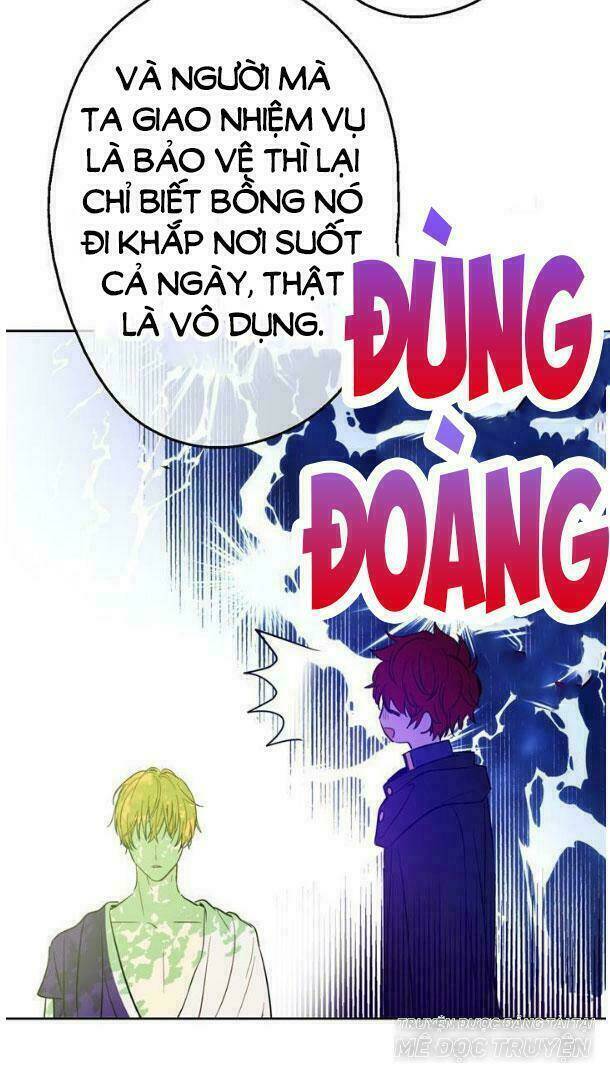 VÀ NGƯỜI MÀ
TA GIAO NHIỆM VỤ
LÀ BẢO VỆ THÌ LẠI
CHỈ BIẾT BỒNG NÓ
ĐI KHẮP NƠI SUỐT
CẢ NGÀY, THẬT
LÀ VÔ DỤNG.
ĐÙNG
ĐOÀNG
TRUYỆN ĐƯỢC ĐĂNG TẢI TẠI
MÊ ĐỌC TRUYỆN